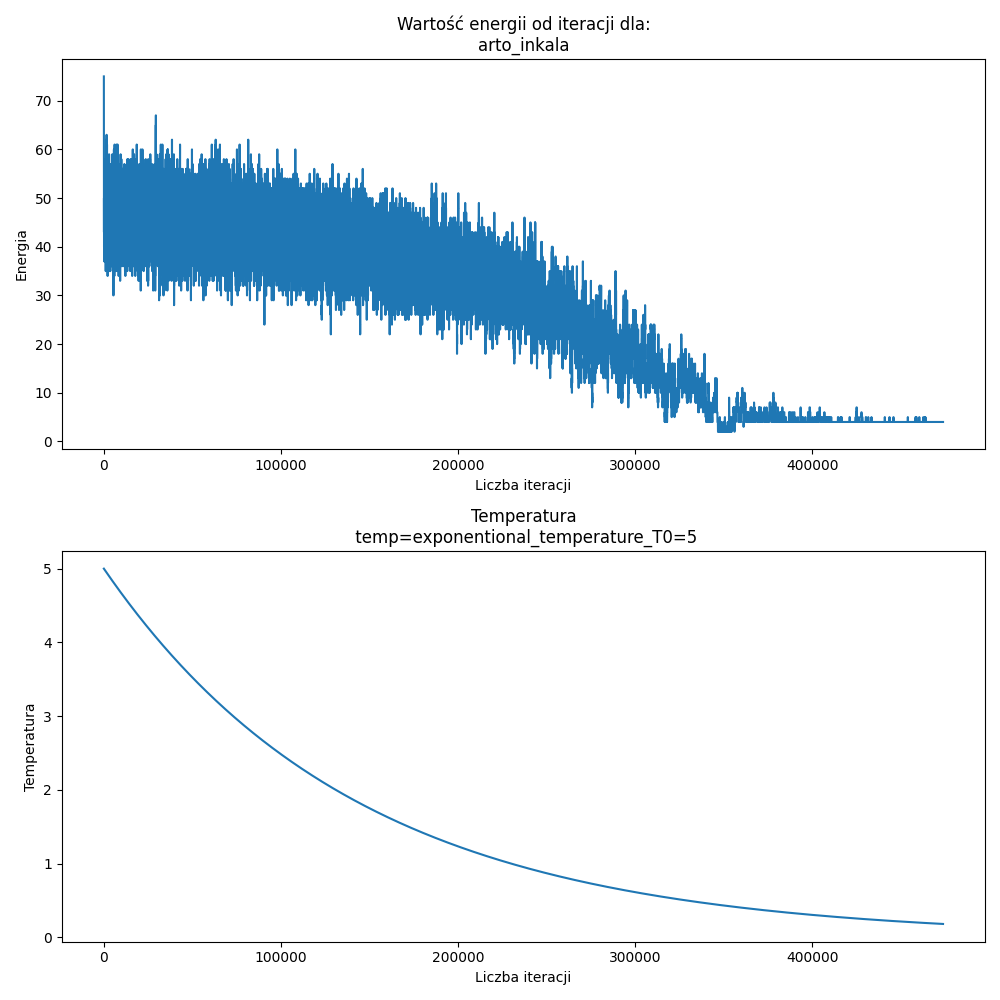 Wartość energii od iteracji dla:
arto_inkala
Energia
70
60
50
40
30
20
10
0
0 100000 200000 300000 400000
Liczba iteracji
Temperatura
temp=exponentional_temperature_T0=5
Temperatura
5
4
3
2
1
0
0 100000 200000 300000 400000
Liczba iteracji